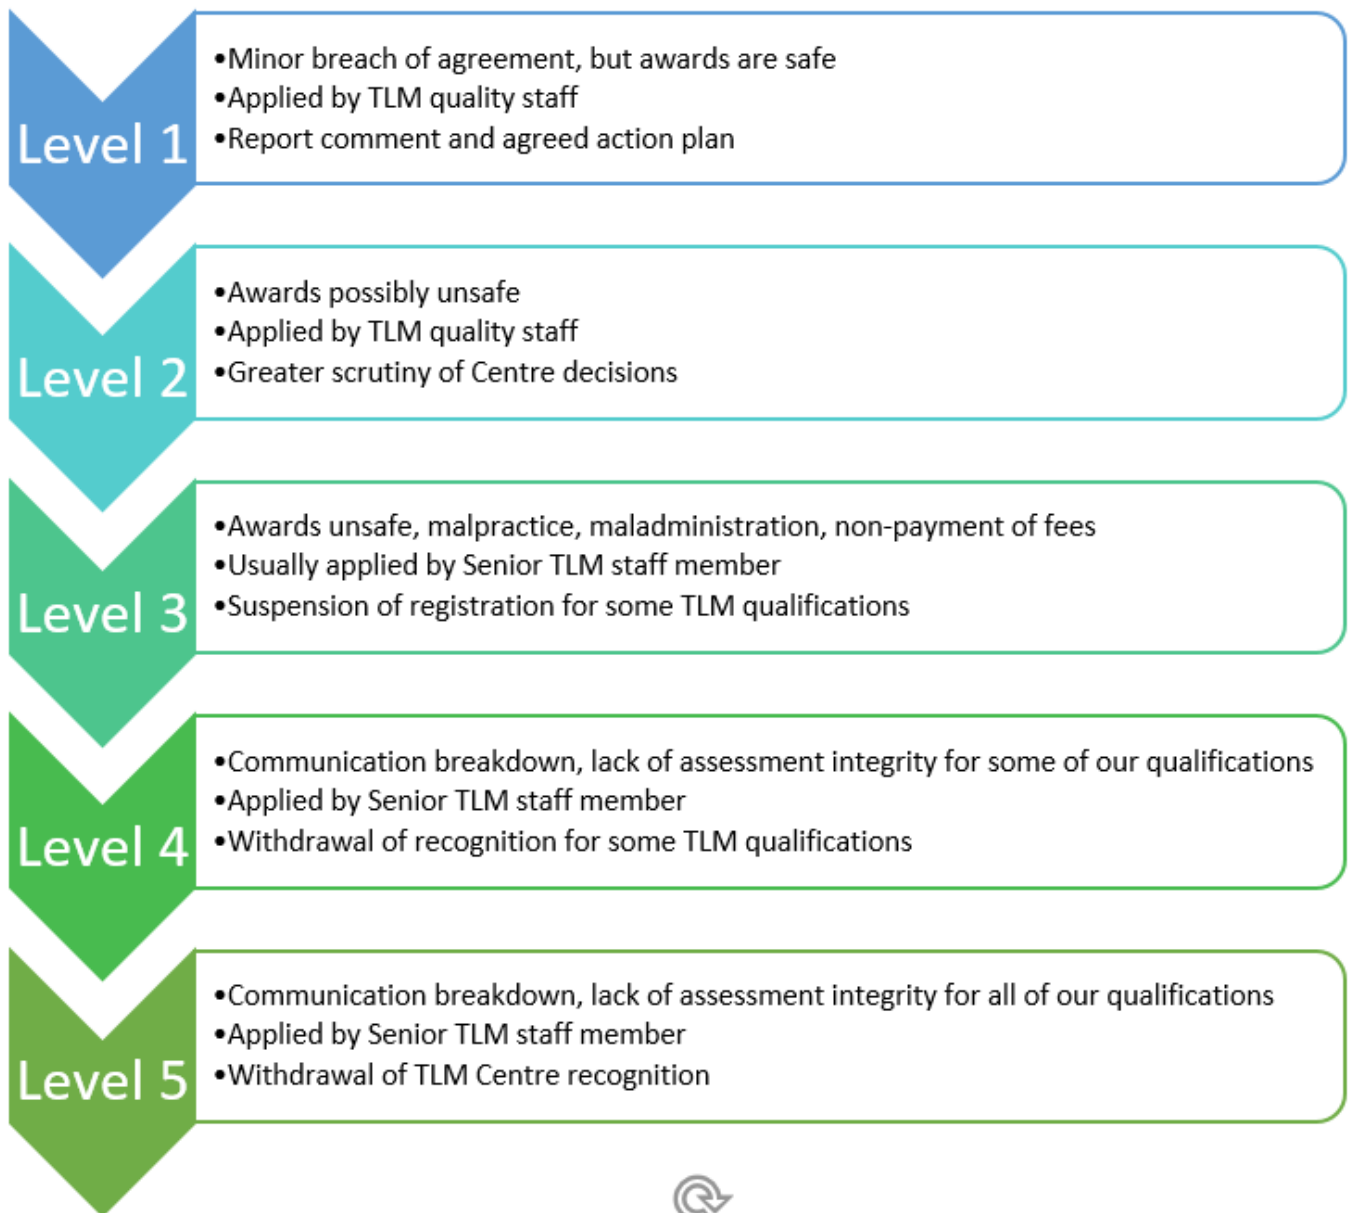 Level 1
•Minor breach of agreement, but awards are safe
•Applied by TLM quality staff
•Report comment and agreed action plan
Level 2
•Awards possibly unsafe
•Applied by TLM quality staff
•Greater scrutiny of Centre decisions
Level 3
•Awards unsafe, malpractice, maladministration, non-payment of fees
•Usually applied by Senior TLM staff member
•Suspension of registration for some TLM qualifications
Level 4
•Communication breakdown, lack of assessment integrity for some of our qualifications
•Applied by Senior TLM staff member
•Withdrawal of recognition for some TLM qualifications
Level 5
•Communication breakdown, lack of assessment integrity for all of our qualifications
•Applied by Senior TLM staff member
•Withdrawal of TLM Centre recognition